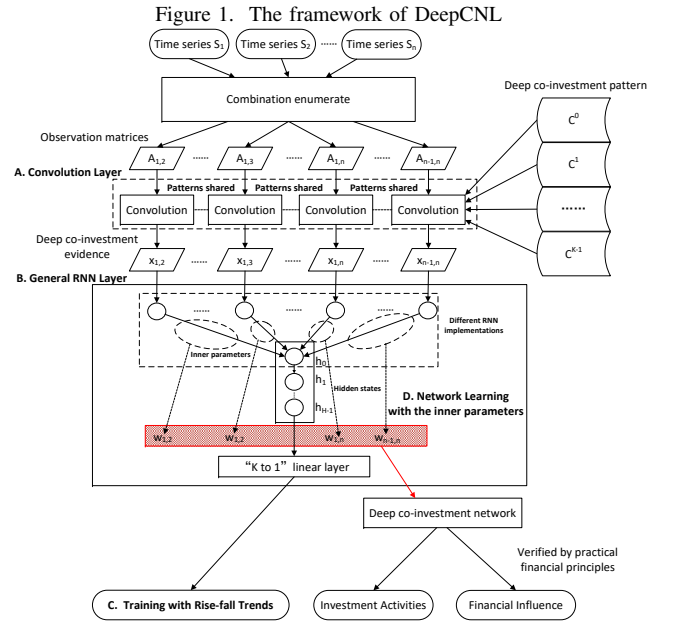 Figure 1. The framework of DeepCNL
Time series S1 Time series S2 ...... Time series Sn
Combination enumerate
Deep co-investment pattern
Observation matrices
C0
A1,2 ...... A1,3 ...... A1,n ...... An-1,n
C1
A. Convolution Layer
Patterns shared Patterns shared Patterns shared
Convolution Convolution Convolution Convolution
......
Deep co-investment
evidence
x1,2 ...... x1,3 ...... x1,n ...... xn-1,n
CK-1
B. General RNN Layer
...... ...... ......
Different RNN
implementations
Inner parameters
h0
h1
Hidden states
hH-1
D. Network Learning
with the inner parameters
w1,2 w1,2 w1,n wn-1,n
"K to 1" linear layer
Deep co-investment network
Verified by practical
financial principles
C. Training with Rise-fall Trends
Investment Activities
Financial Influence